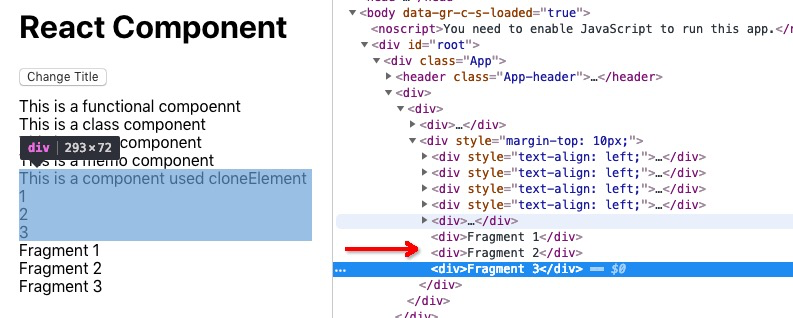 React Component
Change Title
This is a functional compoennt
This is a class component
component
div 293×72
This is a memo component
This is a component used cloneElement
1
2
3
Fragment 1
Fragment 2
Fragment 3
<body data-gr-c-s-loaded="true">
<noscript>You need to enable JavaScript to run this app.</
<div id="root">
<div class="App">
<header class="App-header">…</header>
<div>
<div>
<div>…</div>
<div style="margin-top: 10px;">
<div style="text-align: left;">…</div>
<div style="text-align: left;">…</div>
<div style="text-align: left;">…</div>
<div style="text-align: left;">…</div>
<div>…</div>
<div>Fragment 1</div>
<div>Fragment 2</div>
<div>Fragment 3</div> == $0
</div>
</div>
</div>